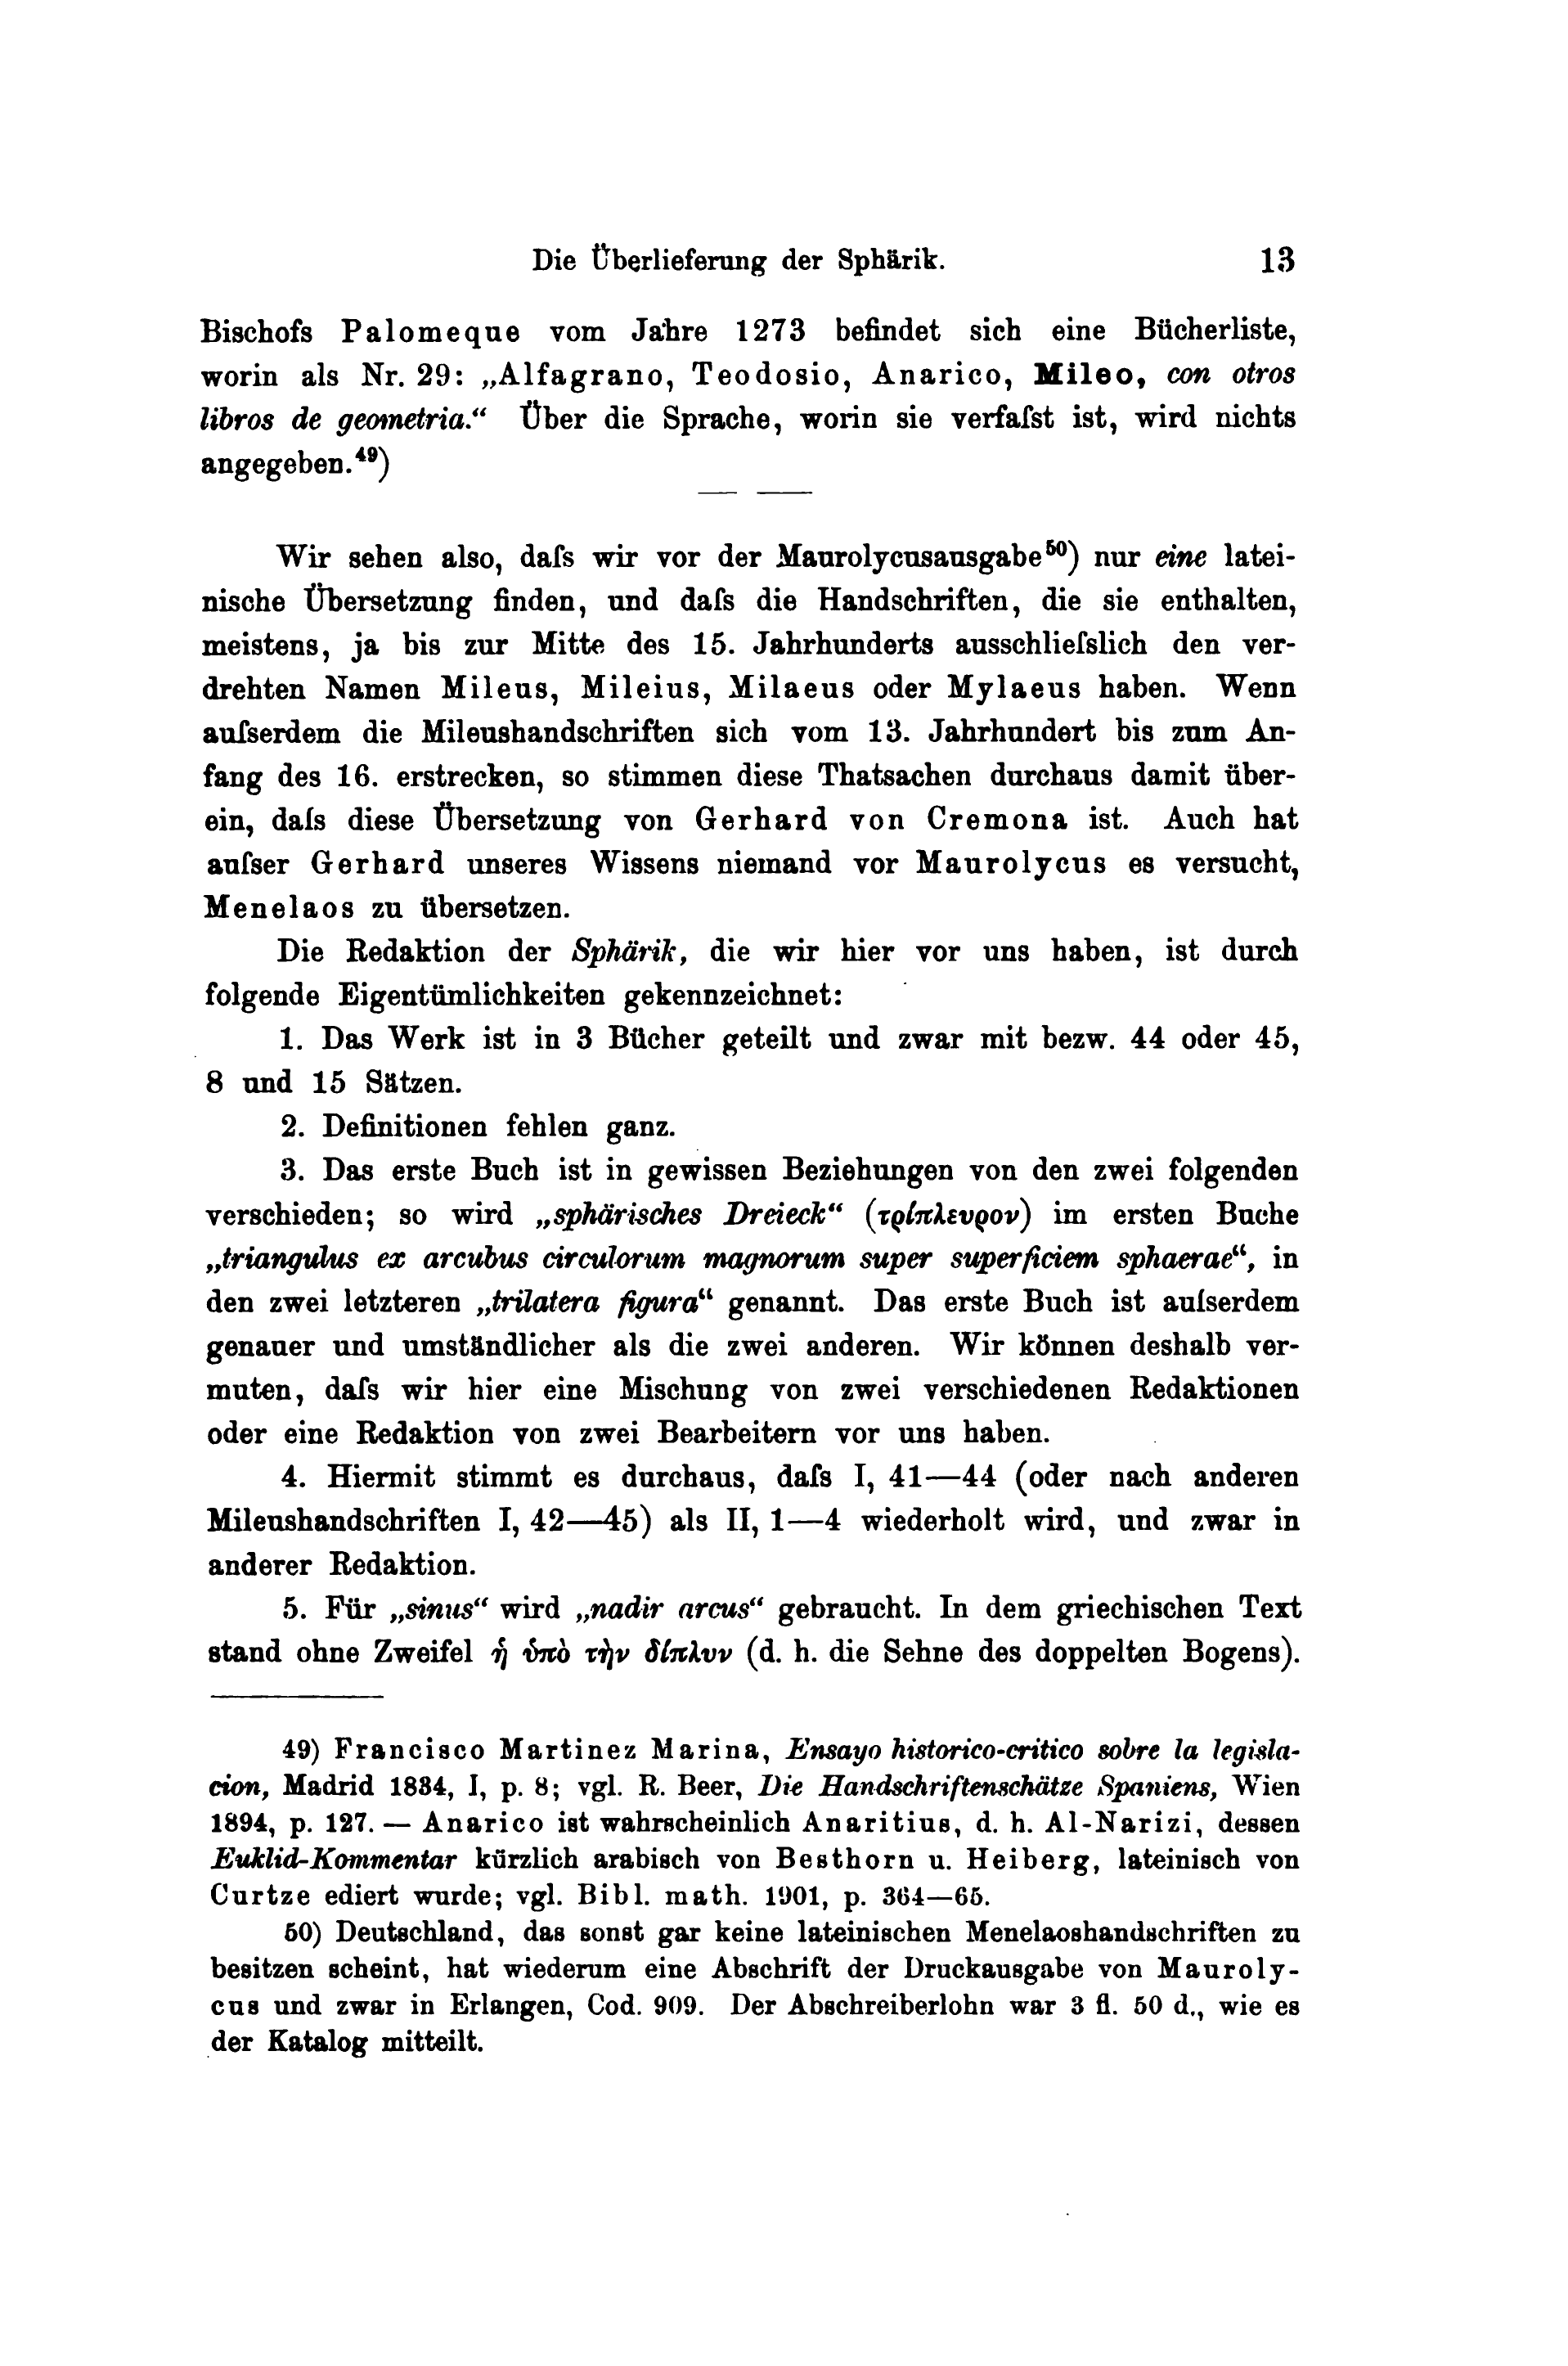 Die Überlieferung der Sphärik. 13
Bischofs Palomeque vom Jahre 1273 befindet sich eine Bücherliste,
worin als Nr. 29: „Alfagrano, Teodosio, Anarico, Mileo, con otros
libros de geometria.“ Über die Sprache, worin sie verfaſst ist, wird nichts
angegeben.⁴⁹)
Wir sehen also, daſs wir vor der Maurolycusausgabe⁵⁰) nur eine latei-
nische Übersetzung finden, und daſs die Handschriften, die sie enthalten,
meistens, ja bis zur Mitte des 15. Jahrhunderts ausschlieſslich den ver-
drehten Namen Mileus, Mileius, Milaeus oder Mylaeus haben. Wenn
auſserdem die Mileushandschriften sich vom 13. Jahrhundert bis zum An-
fang des 16. erstrecken, so stimmen diese Thatsachen durchaus damit über-
ein, daſs diese Übersetzung von Gerhard von Cremona ist. Auch hat
auſser Gerhard unseres Wissens niemand vor Maurolycus es versucht,
Menelaos zu übersetzen.
Die Redaktion der Sphärik, die wir hier vor uns haben, ist durch
folgende Eigentümlichkeiten gekennzeichnet:
1. Das Werk ist in 3 Bücher geteilt und zwar mit bezw. 44 oder 45,
8 und 15 Sätzen.
2. Definitionen fehlen ganz.
3. Das erste Buch ist in gewissen Beziehungen von den zwei folgenden
verschieden; so wird „sphärisches Dreieck“ (τρίπλευρον) im ersten Buche
„triangulus ex arcubus circulorum magnorum super superficiem sphaerae“, in
den zwei letzteren „trilatera figura“ genannt. Das erste Buch ist auſserdem
genauer und umständlicher als die zwei anderen. Wir können deshalb ver-
muten, daſs wir hier eine Mischung von zwei verschiedenen Redaktionen
oder eine Redaktion von zwei Bearbeitern vor uns haben.
4. Hiermit stimmt es durchaus, daſs I, 41—44 (oder nach anderen
Mileushandschriften I, 42—45) als II, 1—4 wiederholt wird, und zwar in
anderer Redaktion.
5. Für „sinus“ wird „nadir arcus“ gebraucht. In dem griechischen Text
stand ohne Zweifel ἡ ὑπὸ τὴν δίπλυν (d. h. die Sehne des doppelten Bogens).
49) Francisco Martinez Marina, Ensayo historico-critico sobre la legisla-
cion, Madrid 1834, I, p. 8; vgl. R. Beer, Die Handschriftenschätze Spaniens, Wien
1894, p. 127. — Anarico ist wahrscheinlich Anaritius, d. h. Al-Narizi, dessen
Euklid-Kommentar kürzlich arabisch von Besthorn u. Heiberg, lateinisch von
Curtze ediert wurde; vgl. Bibl. math. 1901, p. 364—65.
50) Deutschland, das sonst gar keine lateinischen Menelaoshandschriften zu
besitzen scheint, hat wiederum eine Abschrift der Druckausgabe von Mauroly-
cus und zwar in Erlangen, Cod. 909. Der Abschreiberlohn war 3 fl. 50 d., wie es
der Katalog mitteilt.